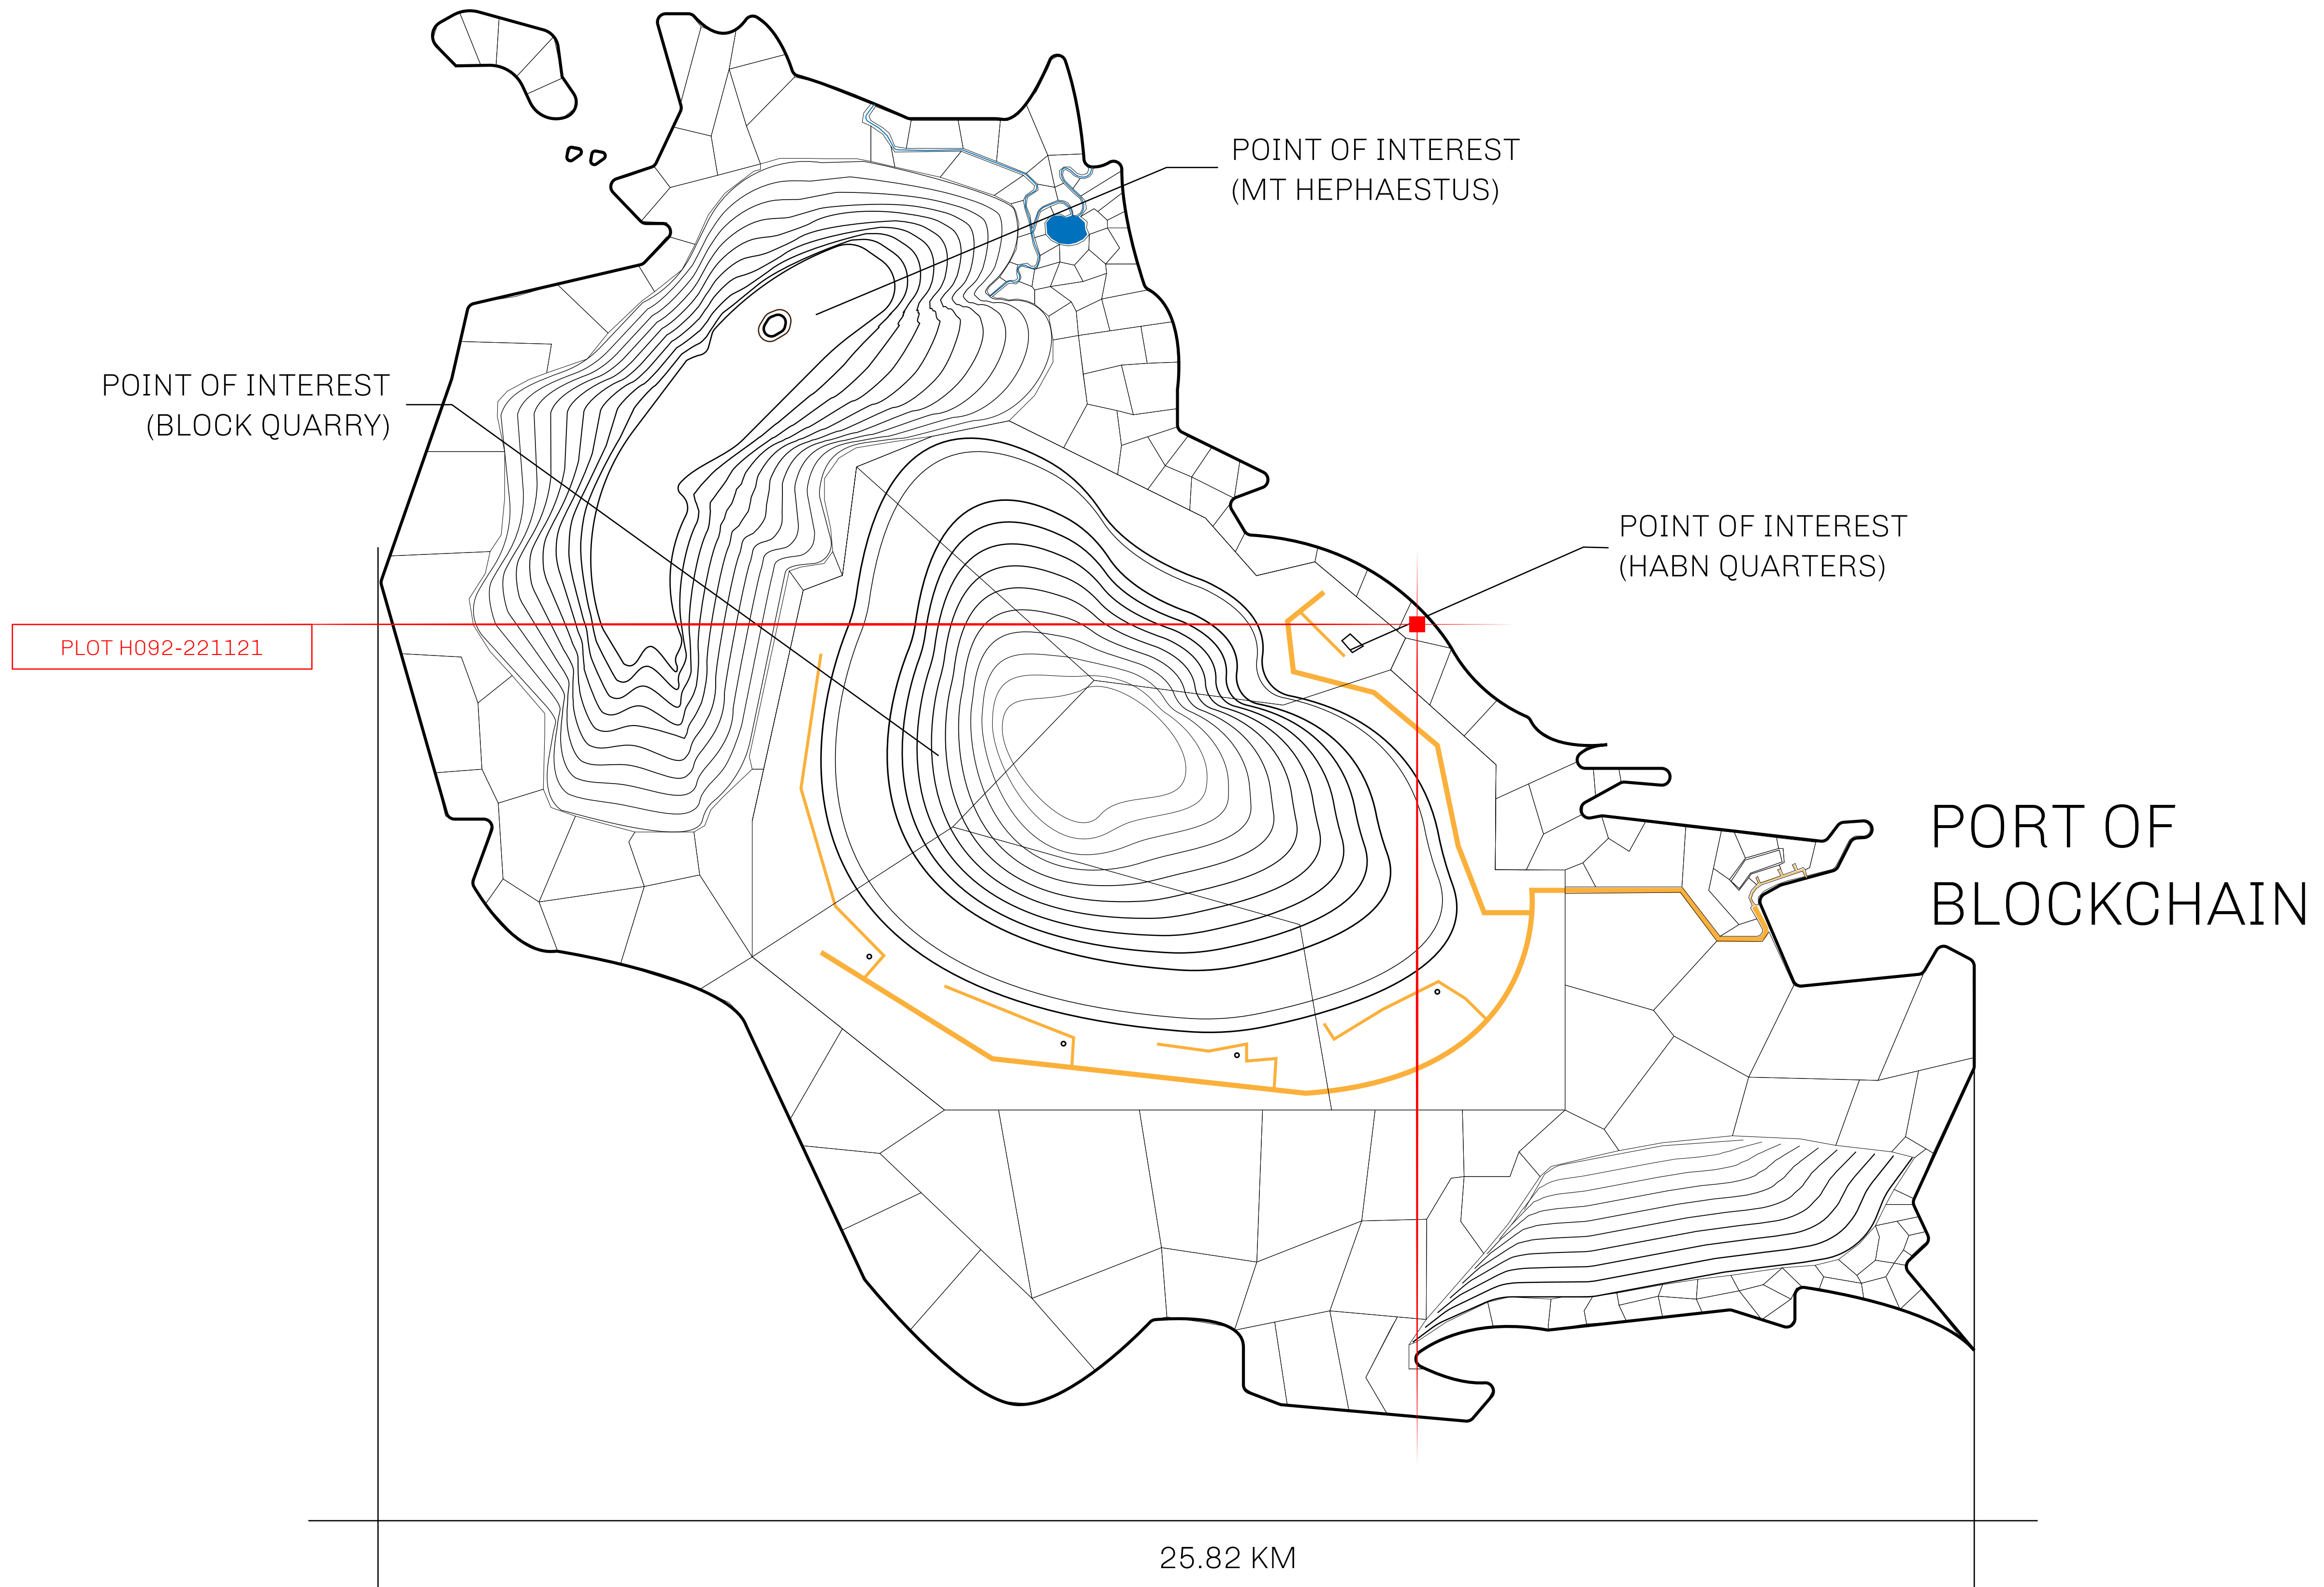 POINT OF INTEREST
(MT HEPHAESTUS)
POINT OF INTEREST
(BLOCK QUARRY)
POINT OF INTEREST
(HABN QUARTERS)
PLOT H092-221121
PORT OF
BLOCKCHAIN
25.82 KM